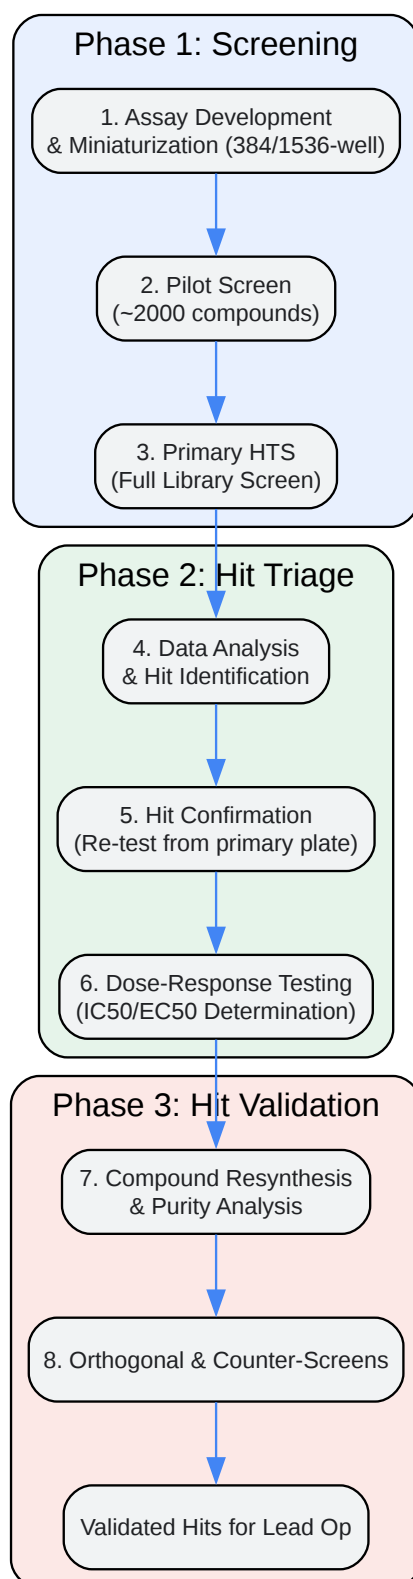 Phase 1: Screening
1. Assay Development
& Miniaturization (384/1536-well)
2. Pilot Screen
(~2000 compounds)
3. Primary HTS
(Full Library Screen)
Phase 2: Hit Triage
4. Data Analysis
& Hit Identification
5. Hit Confirmation
(Re-test from primary plate)
6. Dose-Response Testing
(IC50/EC50 Determination)
Phase 3: Hit Validation
7. Compound Resynthesis
& Purity Analysis
8. Orthogonal & Counter-Screens
Validated Hits for Lead Op